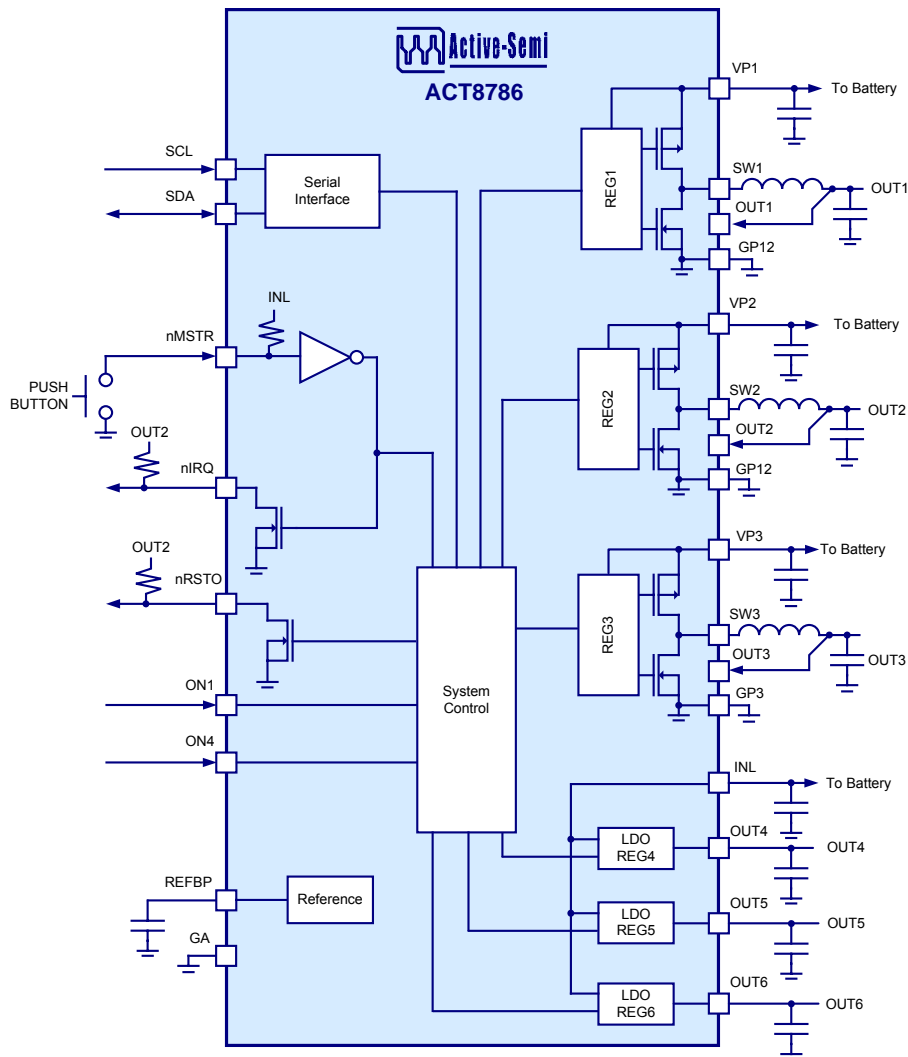 Active-Semi
ACT8786
SCL
SDA
Serial
Interface
INL
nMSTR
PUSH
BUTTON
OUT2
nIRQ
OUT2
nRSTO
ON1
ON4
System
Control
REFBP
Reference
GA
VP1
To Battery
REG1
SW1
OUT1
OUT1
GP12
VP2
To Battery
REG2
SW2
OUT2
OUT2
GP12
VP3
To Battery
REG3
SW3
OUT3
OUT3
GP3
INL
To Battery
LDO
REG4
OUT4
OUT4
LDO
REG5
OUT5
OUT5
LDO
REG6
OUT6
OUT6